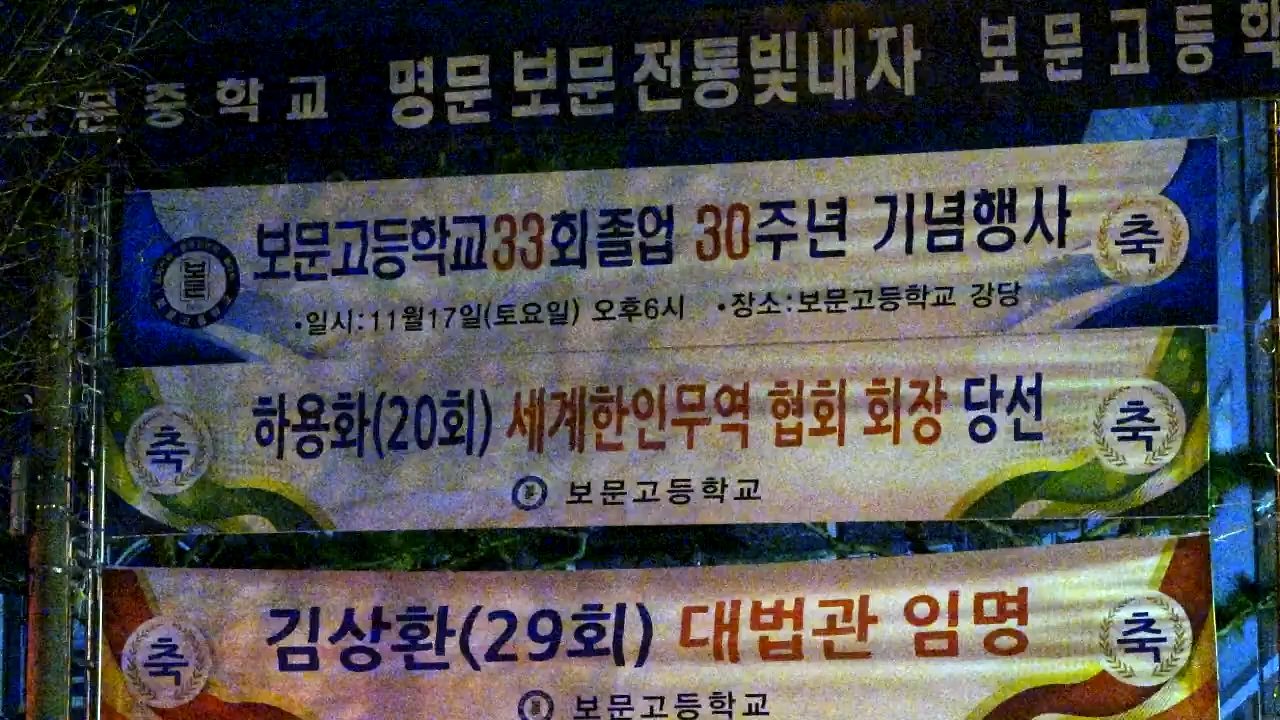 보문중학교 명문보문 전통빛내자 보문고등학
보문고등학교33회졸업 30주년 기념행사
축
보문
•일시:11월17일(토요일) 오후6시 •장소:보문고등학교 강당
하용화(20회) 세계한인무역 협회 회장 당선
축
축
보문고등학교
김상환(29회) 대법관 임명
축
축
보문고등학교